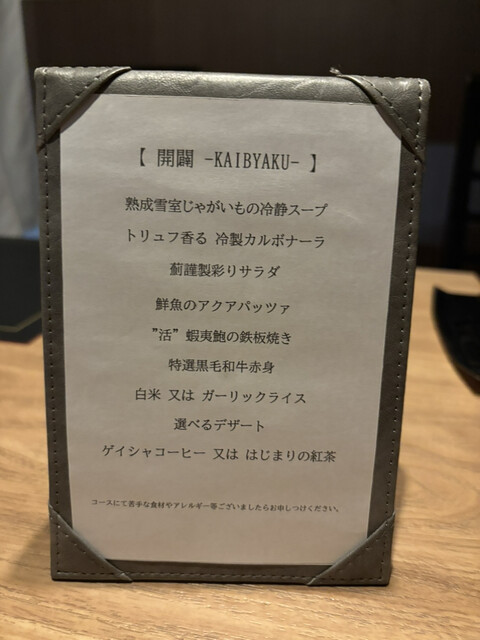 【 開闢 -KAIBYAKU- 】
熟成雪室じゃがいもの冷静スープ
トリュフ香る 冷製カルボナーラ
薊謹製彩りサラダ
鮮魚のアクアパッツァ
”活” 蝦夷鮑の鉄板焼き
特選黒毛和牛赤身
白米 又は ガーリックライス
選べるデザート
ゲイシャコーヒー 又は はじまりの紅茶
コースにて苦手な食材やアレルギー等ございましたらお申しつけください。